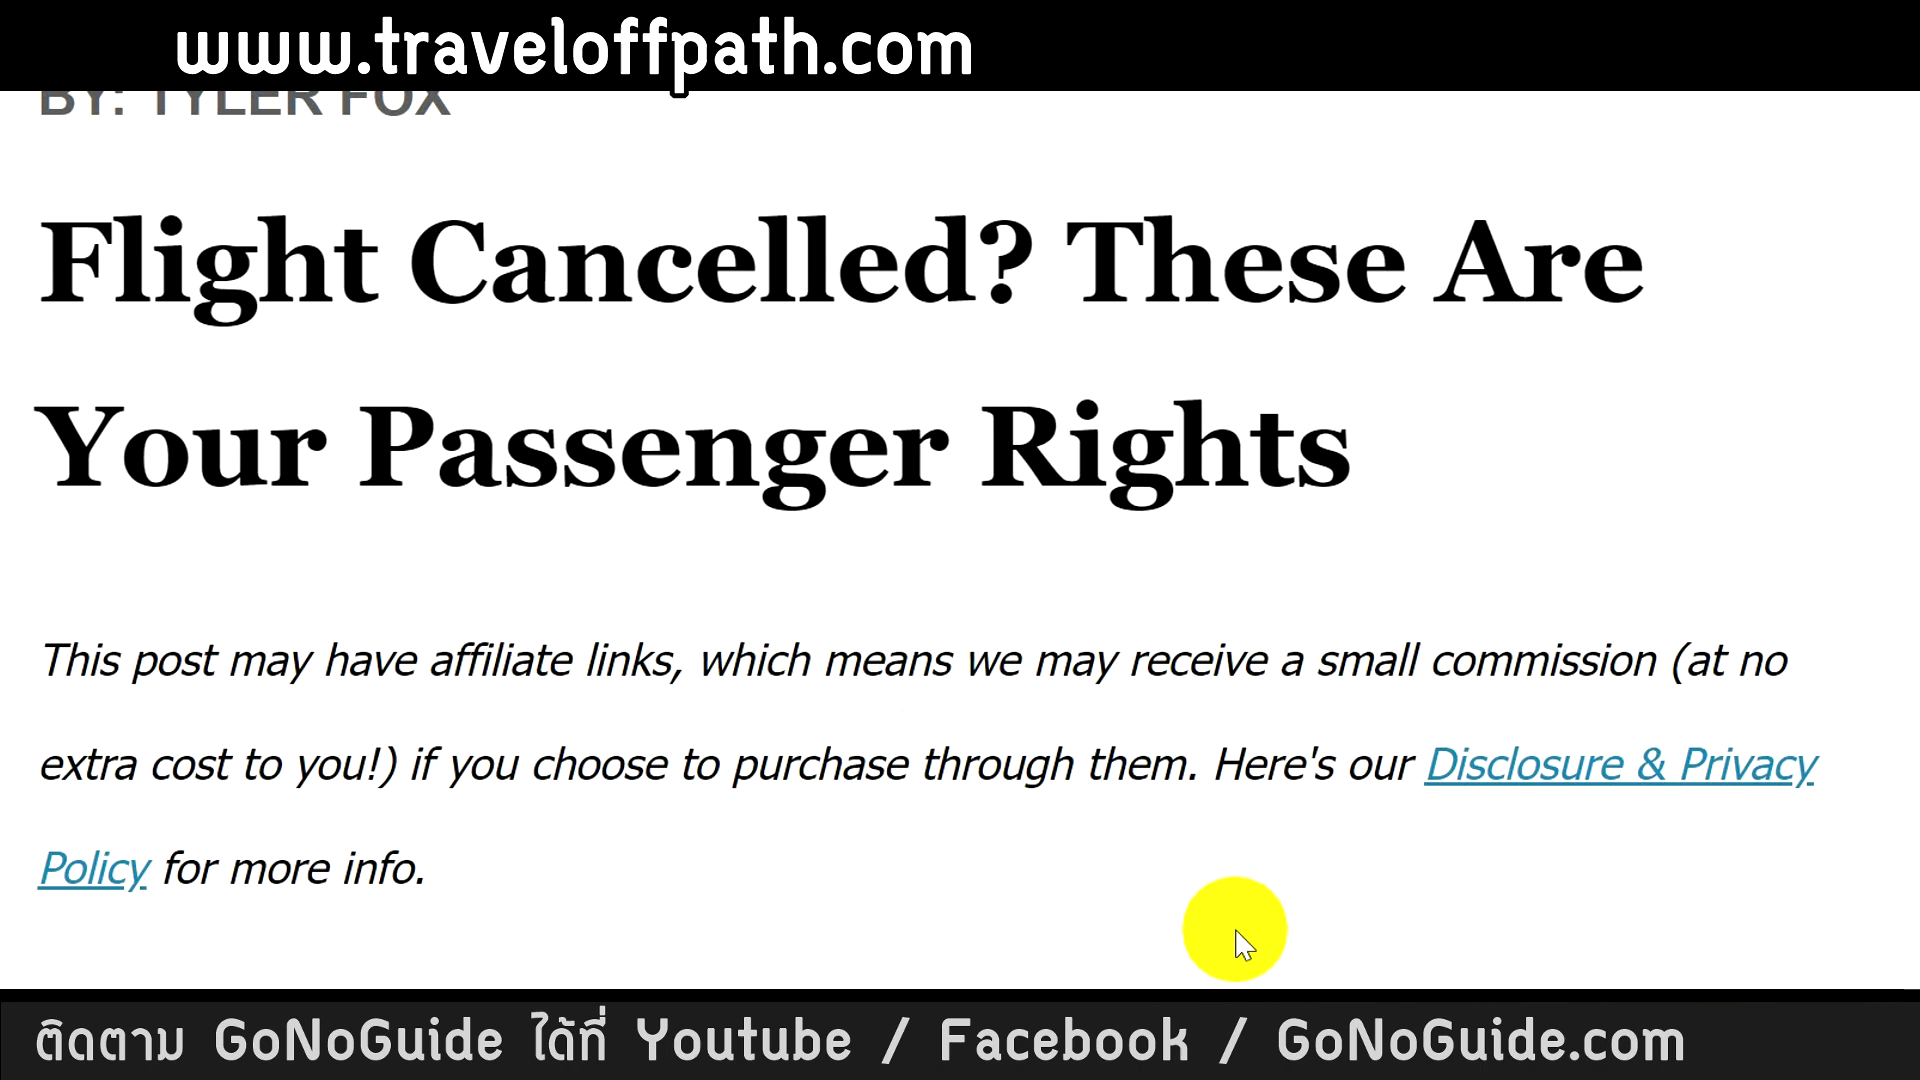 www.traveloffpath.com
BY: TYLER FOX
Flight Cancelled? These Are
Your Passenger Rights
This post may have affiliate links, which means we may receive a small commission (at no
extra cost to you!) if you choose to purchase through them. Here's our Disclosure & Privacy
Policy for more info.
ติดตาม GoNoGuide ได้ที่ Youtube / Facebook / GoNoGuide.com